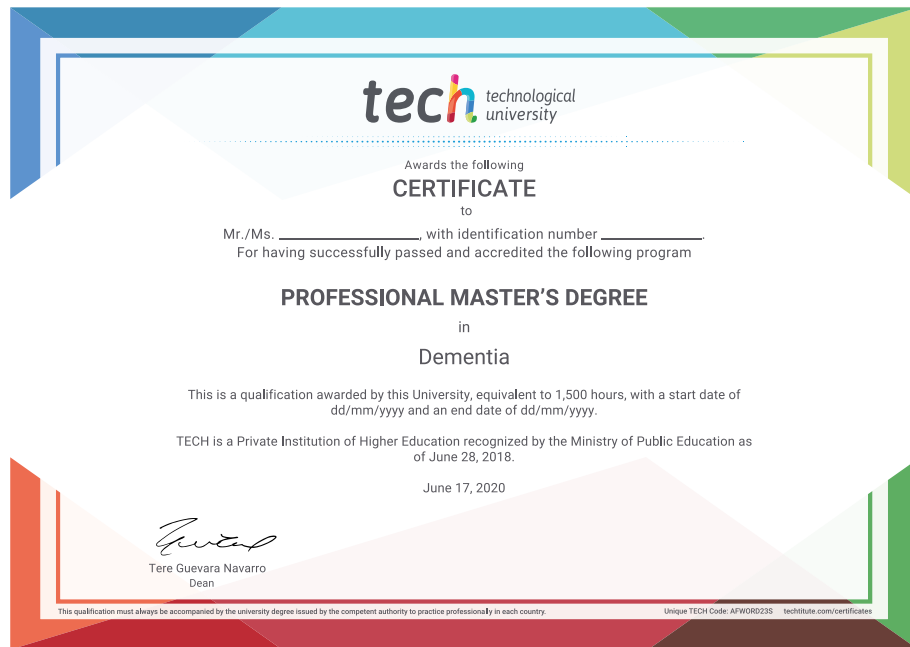 tech technological
university
Awards the following
CERTIFICATE
to
Mr./Ms. ____________________, with identification number ______________.
For having successfully passed and accredited the following program
PROFESSIONAL MASTER'S DEGREE
in
Dementia
This is a qualification awarded by this University, equivalent to 1,500 hours, with a start date of
dd/mm/yyyy and an end date of dd/mm/yyyy.
TECH is a Private Institution of Higher Education recognized by the Ministry of Public Education as
of June 28, 2018.
June 17, 2020
Tere Guevara Navarro
Dean
This qualification must always be accompanied by the university degree issued by the competent authority to practice professionally in each country.
Unique TECH Code: AFWORD23S techtitute.com/certificates